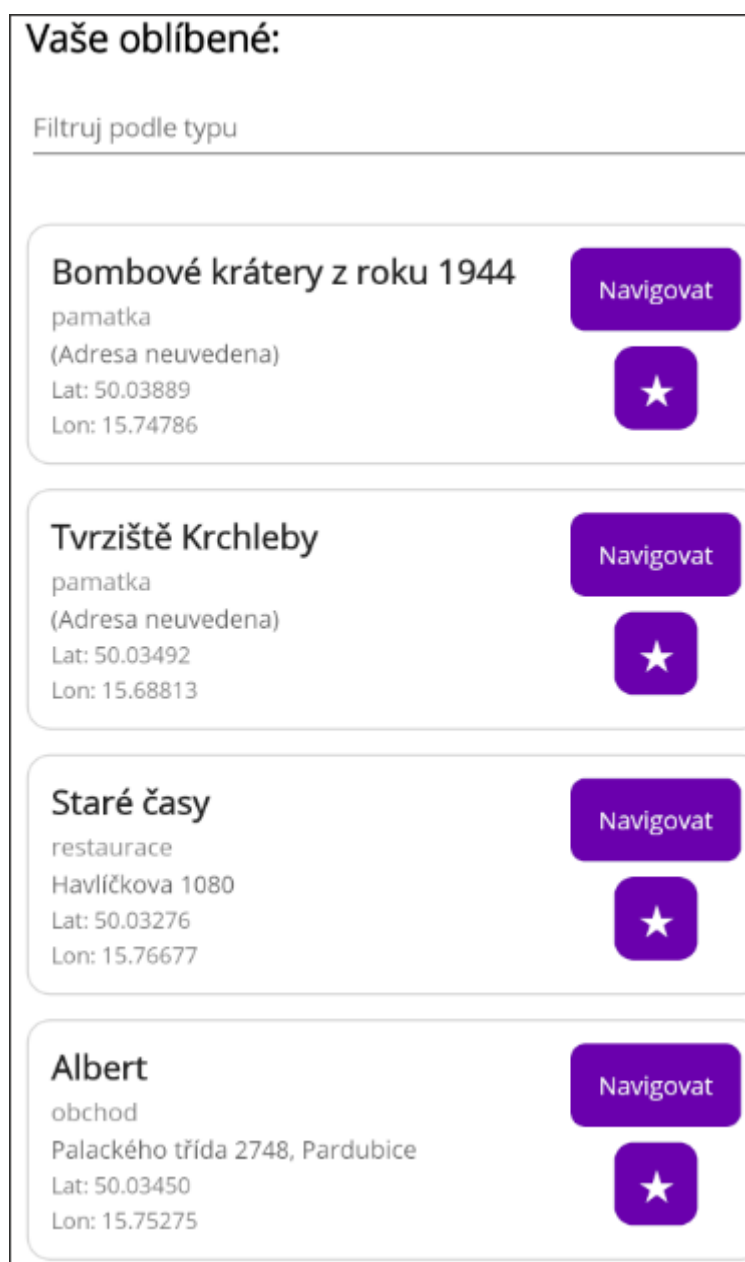 Vaše oblíbené:
Filtruj podle typu
Bombové krátery z roku 1944
pamatka
(Adresa neuvedena)
Lat: 50.03889
Lon: 15.74786
Navigovat
★
Tvrziště Krchleby
pamatka
(Adresa neuvedena)
Lat: 50.03492
Lon: 15.68813
Navigovat
★
Staré časy
restaurace
Havlíčkova 1080
Lat: 50.03276
Lon: 15.76677
Navigovat
★
Albert
obchod
Palackého třída 2748, Pardubice
Lat: 50.03450
Lon: 15.75275
Navigovat
★